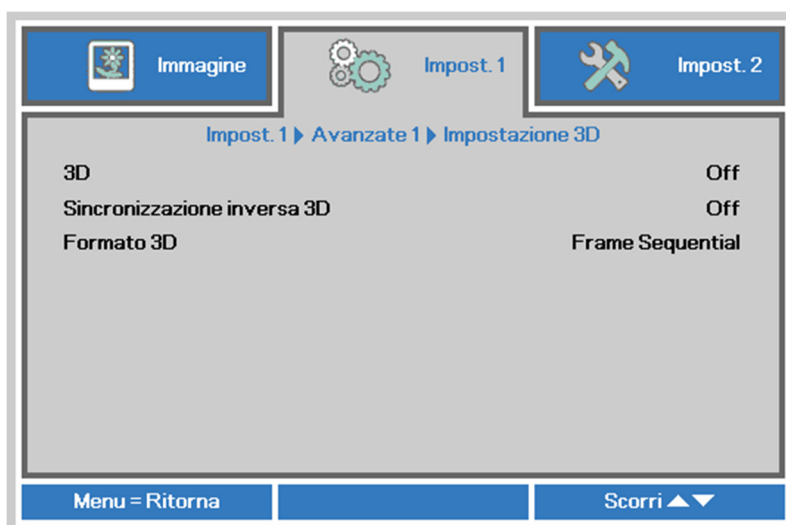 Immagine Impost. 1 Impost. 2
Impost. 1 ▶ Avanzate 1 ▶ Impostazione 3D
3D Off
Sincronizzazione inversa 3D Off
Formato 3D Frame Sequential
Menu = Ritorna Scorri ▲▼